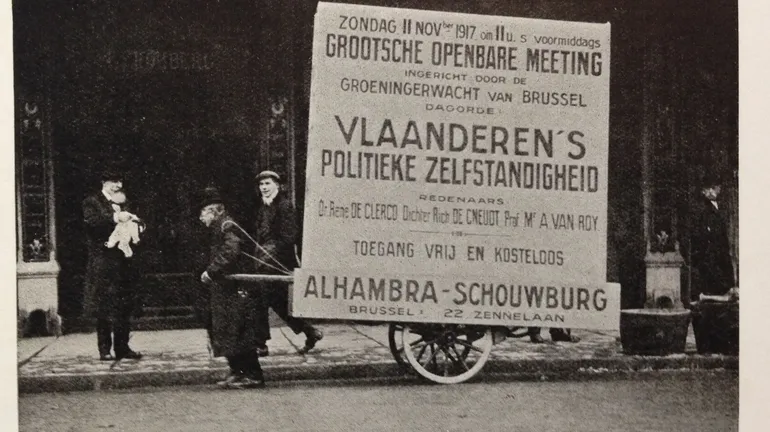 ZONDAG 11 NOVber 1917 om 11 u. s voormiddags
GROOTSCHE OPENBARE MEETING
INGERICHT DOOR DE
GROENINGERWACHT VAN BRUSSEL
DAGORDE:
VLAANDEREN'S
POLITIEKE ZELFSTANDIGHEID
REDENAARS
Dr. René DE CLERCQ Dichter Rich DE CNEUDT Prof. Mr A. VAN ROY
TOEGANG VRIJ EN KOSTELOOS
ALHAMBRA-SCHOUWBURG
BRUSSEL: 22 ZENNELAAN